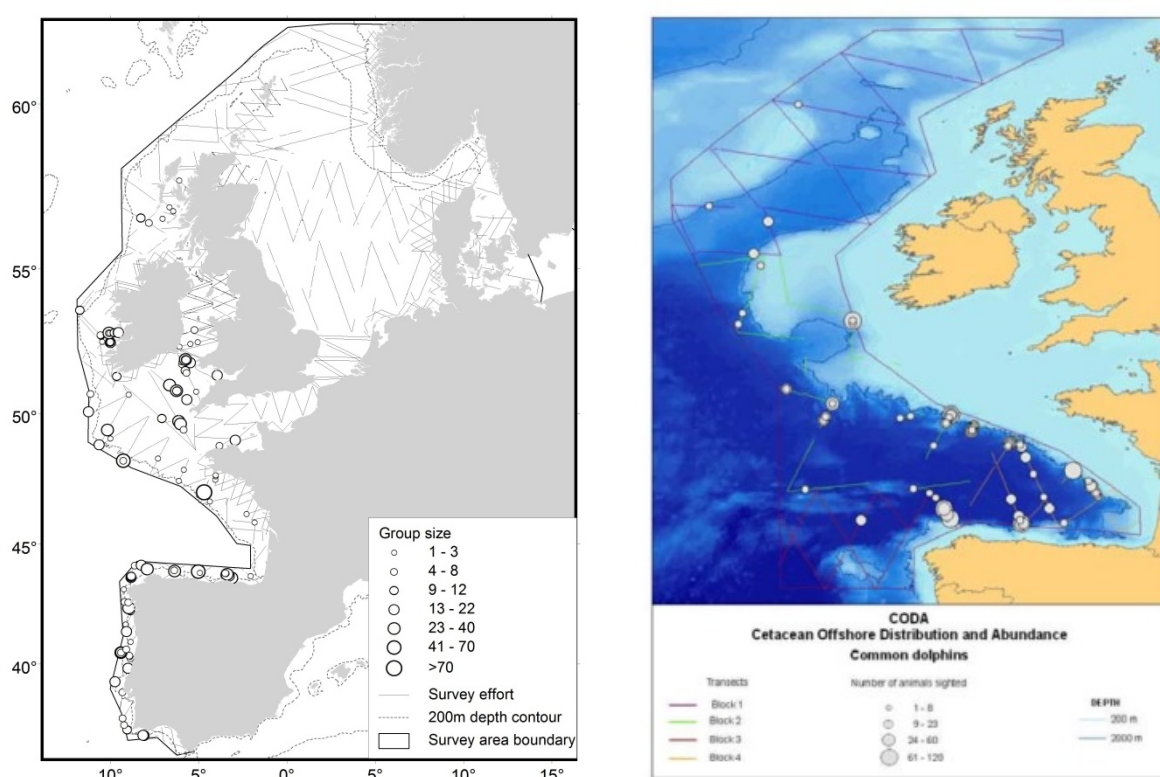 60°
55°
50°
45°
40°
10°
5°
0°
5°
10°
15°
Group size
1 - 3
4 - 8
9 - 12
13 - 22
23 - 40
41 - 70
>70
Survey effort
200m depth contour
Survey area boundary
CODA
Cetacean Offshore Distribution and Abundance
Common dolphins
Transects
Block 1
Block 2
Block 3
Block 4
Number of animals sighted
1 - 8
9 - 23
24 - 60
61 - 120
DEPTH
200 m
2000 m